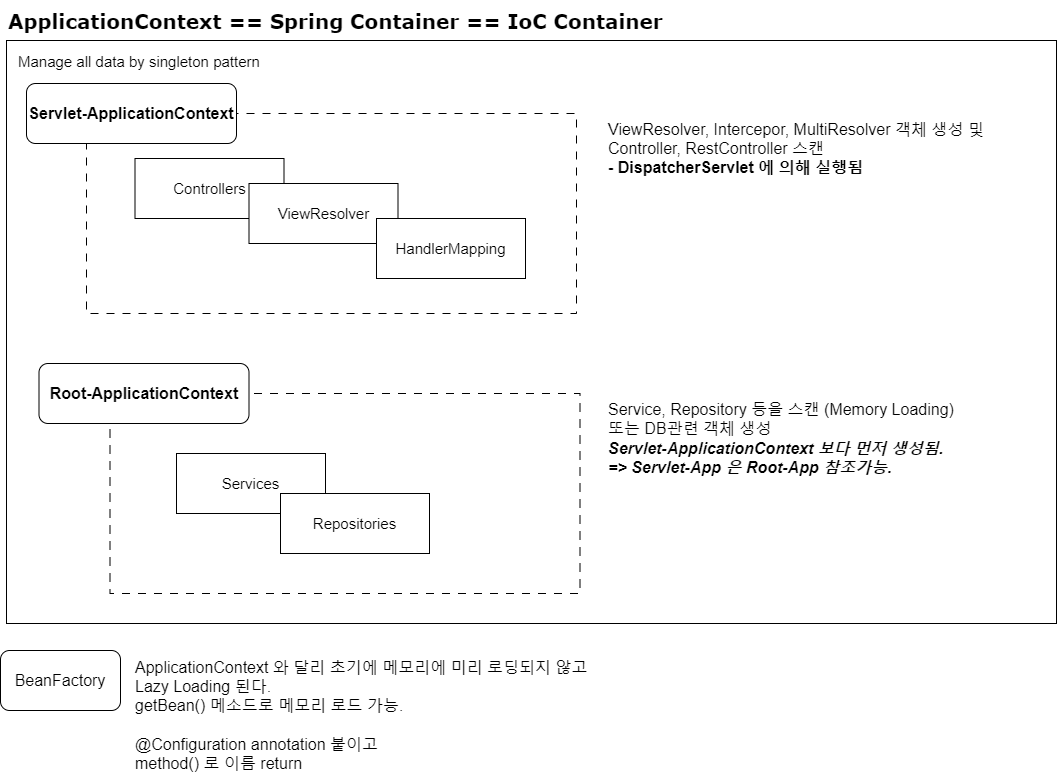 ApplicationContext == Spring Container == IoC Container
Manage all data by singleton pattern
Servlet-ApplicationContext
Controllers
ViewResolver
HandlerMapping
ViewResolver, Intercepor, MultiResolver 객체 생성 및
Controller, RestController 스캔
- DispatcherServlet 에 의해 실행됨
Root-ApplicationContext
Services
Repositories
Service, Repository 등을 스캔 (Memory Loading)
또는 DB관련 객체 생성
Servlet-ApplicationContext 보다 먼저 생성됨.
=> Servlet-App 은 Root-App 참조가능.
BeanFactory
ApplicationContext 와 달리 초기에 메모리에 미리 로딩되지 않고
Lazy Loading 된다.
getBean() 메소드로 메모리 로드 가능.
@Configuration annotation 붙이고
method() 로 이름 return